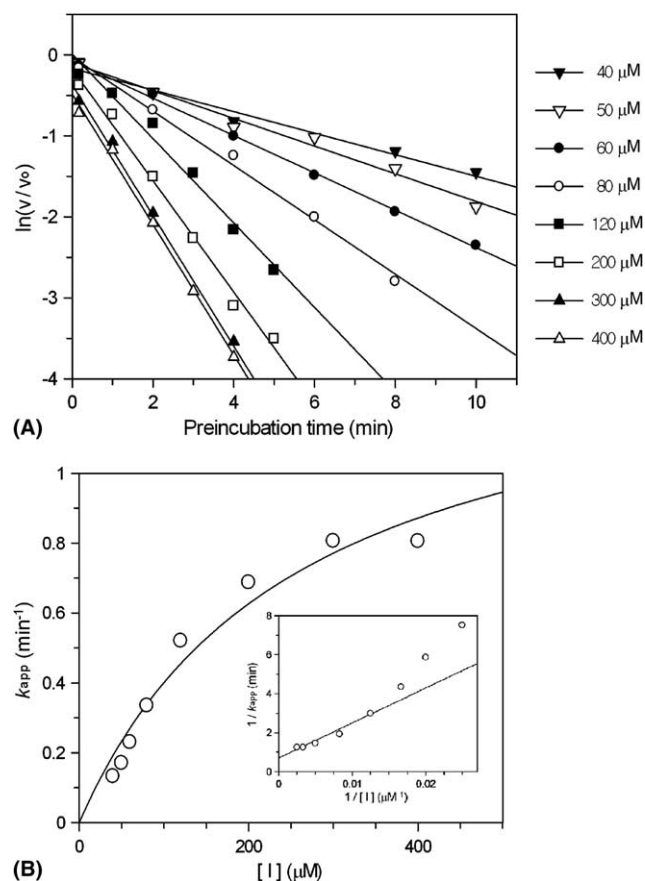 0
-1
-2
-3
-4
ln(v/vo)
0 2 4 6 8 10
Preincubation time (min)
(A)
40 µM
50 µM
60 µM
80 µM
120 µM
200 µM
300 µM
400 µM
1
0.8
0.6
0.4
0.2
0
kapp (min-1)
0 200 400
[ I ] (µM)
(B)
8
6
4
2
0
1 / kapp (min)
0 0.01 0.02
1 / [ I ] (µM-1)